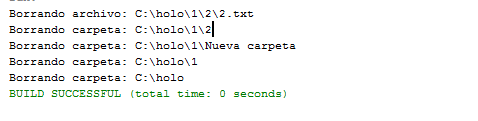 Borrando archivo: C:\holo\1\2\2.txt
Borrando carpeta: C:\holo\1\2
Borrando carpeta: C:\holo\1\Nueva carpeta
Borrando carpeta: C:\holo\1
Borrando carpeta: C:\holo
BUILD SUCCESSFUL (total time: 0 seconds)